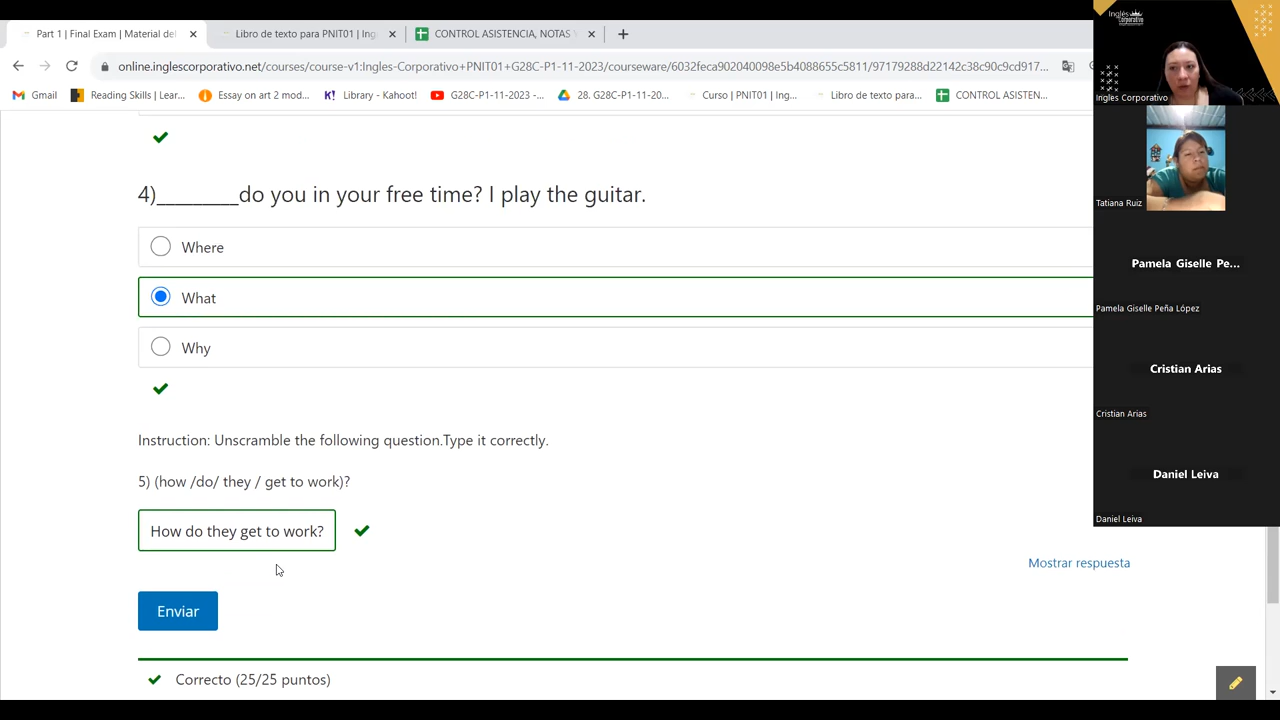 Part 1 | Final Exam | Material del
Libro de texto para PNIT01 | Ing
CONTROL ASISTENCIA, NOTAS
online.inglescorporativo.net/courses/course-v1:Ingles-Corporativo+PNIT01+G28C-P1-11-2023/courseware/6032feca902040098e5b4088655c5811/97179288d22142c38c90c9cd917...
Gmail
Reading Skills | Lear...
Essay on art 2 mod...
Library - Kahoot...
G28C-P1-11-2023 -...
28. G28C-P1-11-20...
Curso | PNIT01 | Ing...
Libro de texto para...
CONTROL ASISTEN...
4)_________do you in your free time? I play the guitar.
Where
What
Why
Instruction: Unscramble the following question.Type it correctly.
5) (how /do/ they / get to work)?
How do they get to work?
Mostrar respuesta
Enviar
Correcto (25/25 puntos)
Inglés
Corporativo
Ingles Corporativo
Tatiana Ruiz
Pamela Giselle Pe...
Pamela Giselle Peña López
Cristian Arias
Cristian Arias
Daniel Leiva
Daniel Leiva